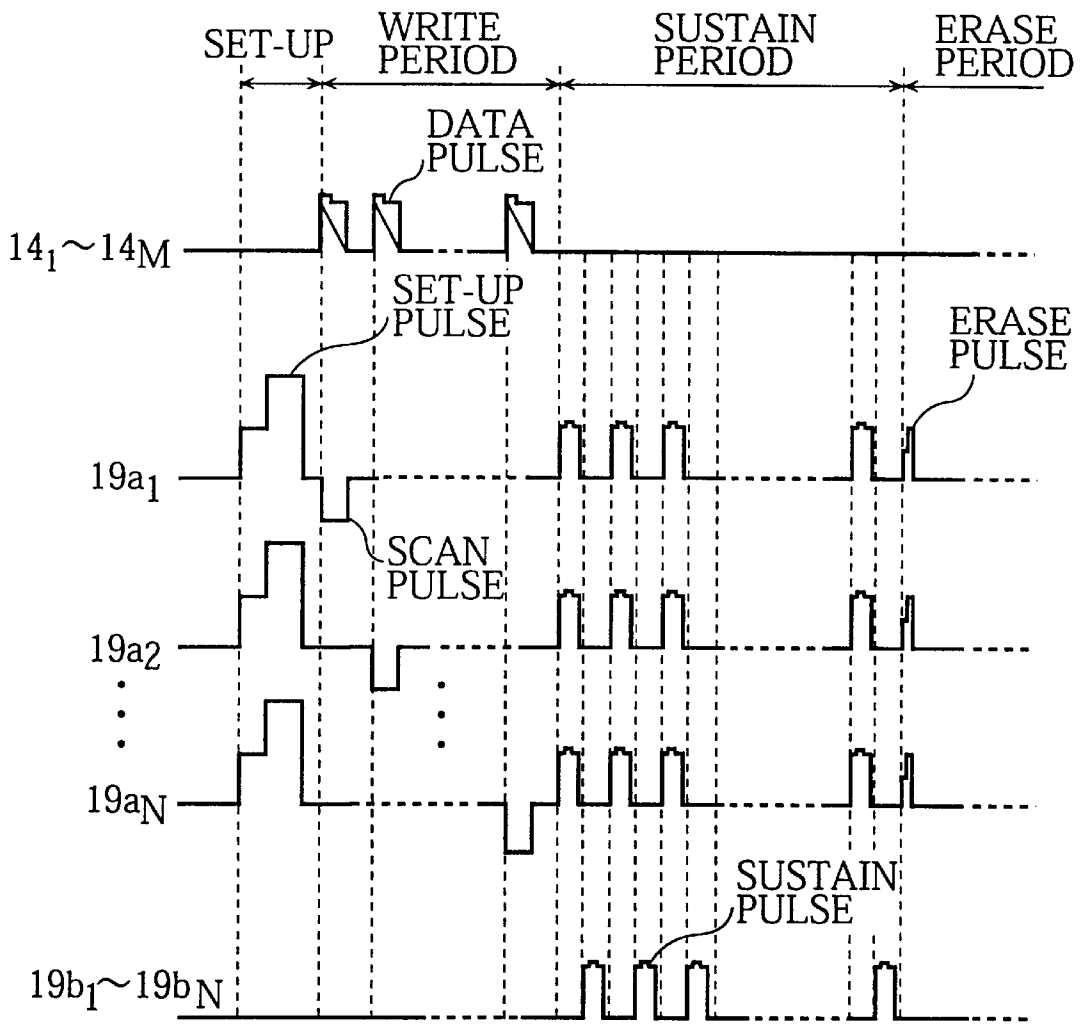 SET-UP
WRITE
PERIOD
SUSTAIN
PERIOD
ERASE
PERIOD
DATA
PULSE
14₁～14M
SET-UP
PULSE
ERASE
PULSE
19a₁
SCAN
PULSE
19a₂
19aN
SUSTAIN
PULSE
19b₁～19bN